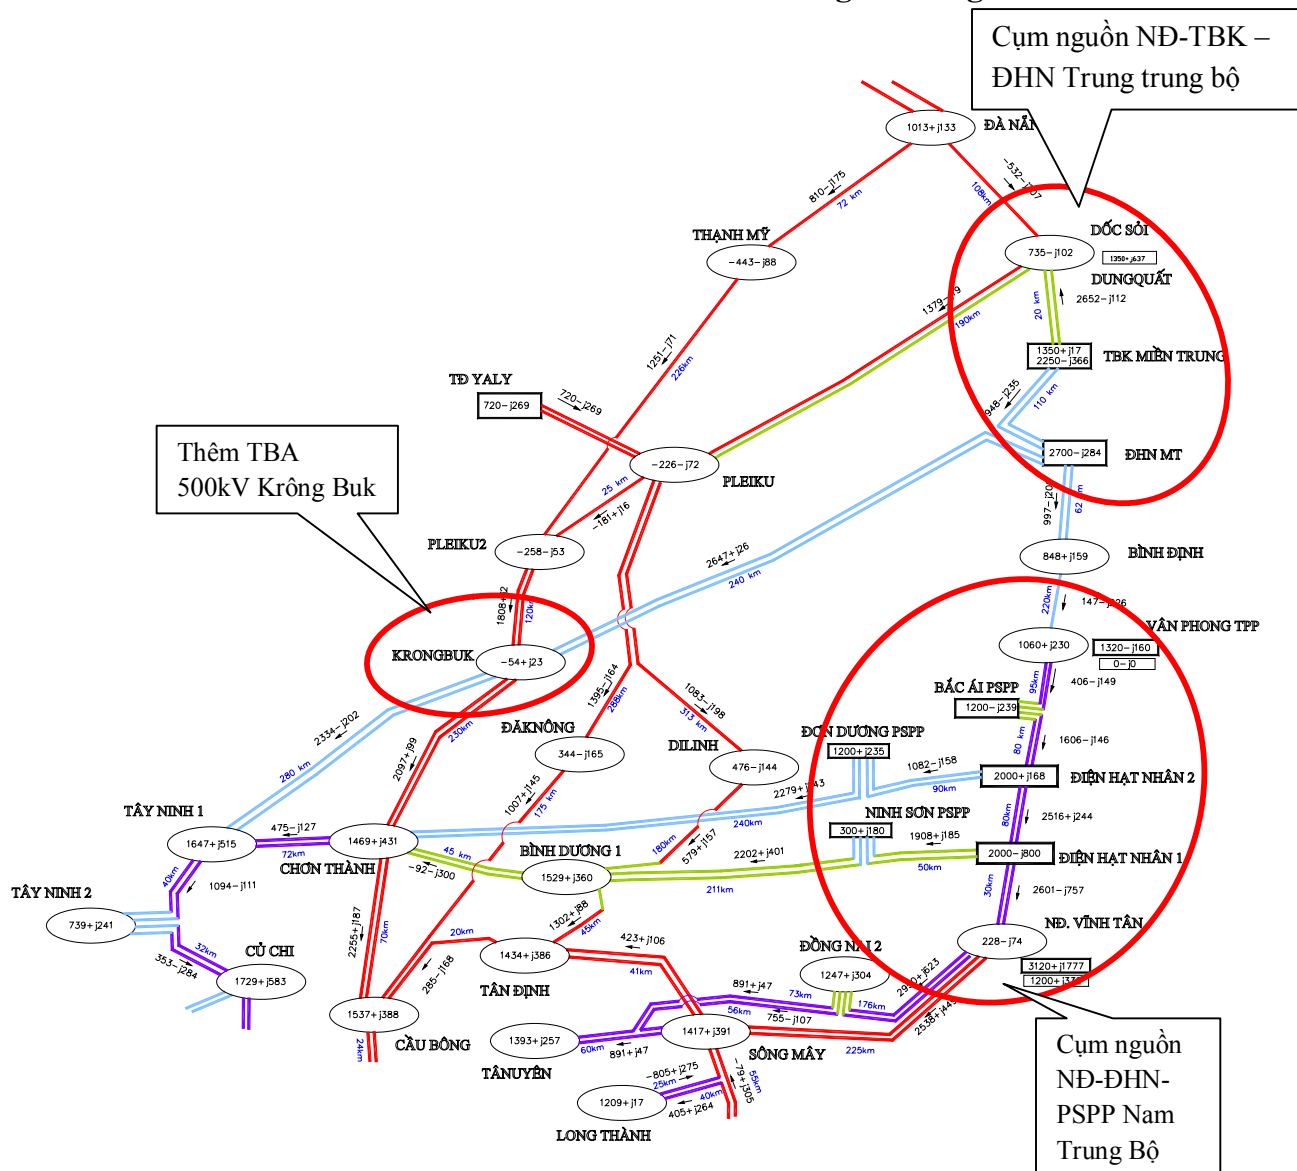 Cụm nguồn NĐ-TBK –
ĐHN Trung trung bộ
1013+j133
ĐÀ NẴN
810-j175
72 km
108km
THẠNH MỸ
-443-j88
DỐC SỎI
735-j102
1350+j637
DUNGQUẤT
1379-j9
190km
20 km
2652-j112
1251-j71
226km
1350+j17
2250-j366
TBK MIỀN TRUNG
948-j235
110 km
TĐ YALY
720-j269
720-j269
Thêm TBA
500kV Krông Buk
-226-j72
PLEIKU
2700-j284
ĐHN MT
25 km
-181+j16
PLEIKU2
-258-j53
2647+j26
240 km
848+j159
BÌNH ĐỊNH
1808+j2
120km
220km
KRONGBUK
-54+j23
VÂN PHONG TPP
1060+j230
1320-j160
0-j0
95km
406-j149
BẮC ÁI PSPP
1200-j239
2334-j202
280 km
2097+j99
230km
1395-j164
288km
1083-j198
313 km
ĐĂKNÔNG
344-j165
DILINH
476-j144
ĐƠN DƯƠNG PSPP
1200+j235
80 km
1606-j146
1082-j158
90km
2000+j168
ĐIỆN HẠT NHÂN 2
TÂY NINH 1
1647+j515
475-j127
72km
1469+j431
CHƠN THÀNH
1007+j145
175 km
240km
NINH SƠN PSPP
300+j180
80km
2516+j244
45 km
-92-j300
BÌNH DƯƠNG 1
1529+j360
180km
579+j157
2202+j401
211km
1908+j185
50km
2000-j800
ĐIỆN HẠT NHÂN 1
TÂY NINH 2
739+j241
40km
1094-j111
32km
353-j284
CỦ CHI
1729+j583
2255+j187
70km
1302+j88
45km
30km
2601-j757
NĐ. VĨNH TÂN
228-j74
3120+j1777
20km
285-j168
1434+j386
TÂN ĐỊNH
423+j106
41km
ĐỒNG NAI 2
1247+j304
1537+j388
CẦU BÔNG
24km
891+j47
73km
56km
755-j107
176km
225km
1393+j257
TÂNUYÊN
60km
891+j47
1417+j391
SÔNG MÂY
-805+j275
25km
40km
405+j264
-79+j305
55km
1209+j17
LONG THÀNH
Cụm nguồn
NĐ-ĐHN-
PSPP Nam
Trung Bộ